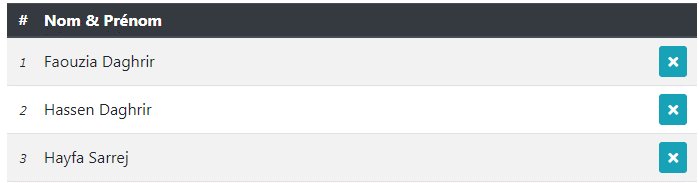 # Nom & Prénom
1 Faouzia Daghrir
2 Hassen Daghrir
3 Hayfa Sarrej